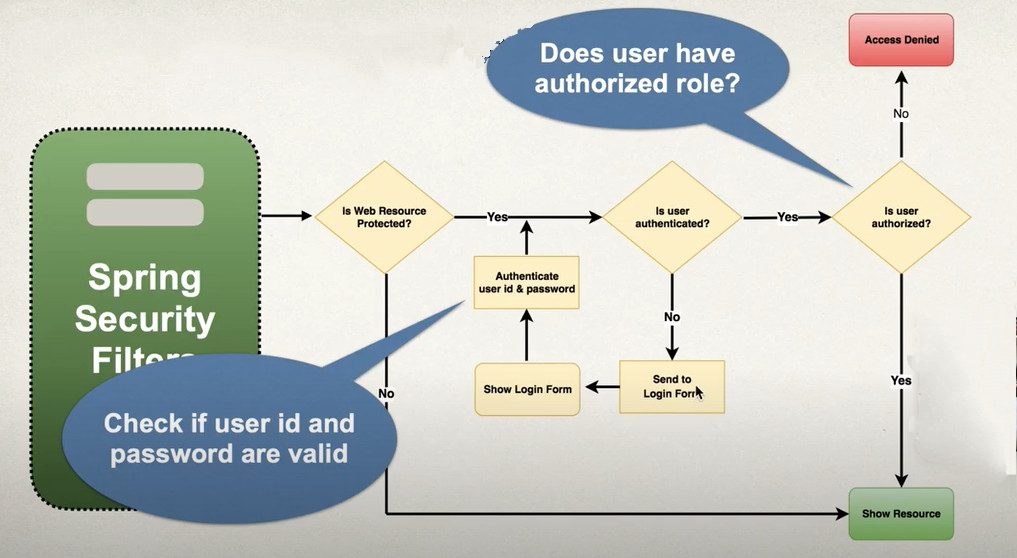 Does user have
authorized role?
Access Denied
No
Is Web Resource
Protected?
Yes
Is user
authenticated?
Yes
Is user
authorized?
Spring
Security
Authenticate
user id & password
No
Show Login Form
Send to
Login Form
Yes
No
Check if user id and
password are valid
Show Resource